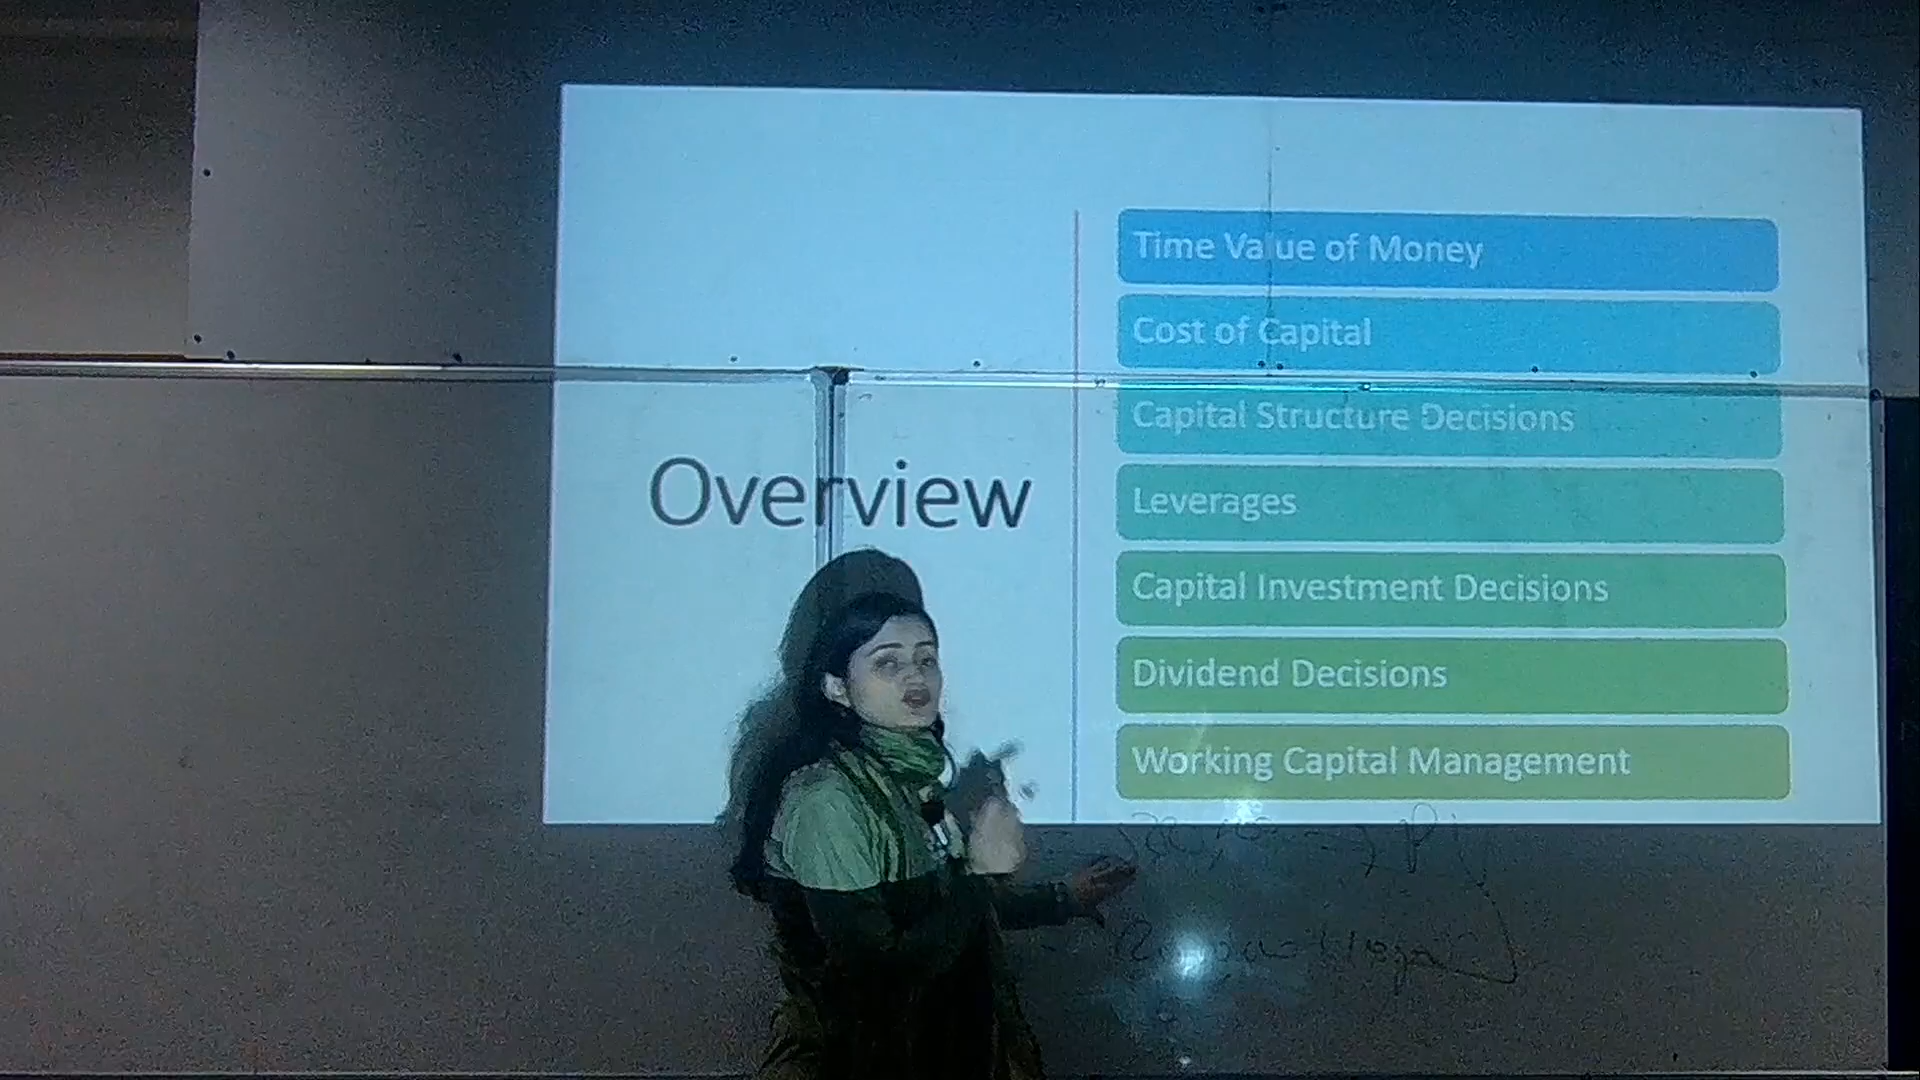 Overview
Time Value of Money
Cost of Capital
Capital Structure Decisions
Leverages
Capital Investment Decisions
Dividend Decisions
Working Capital Management